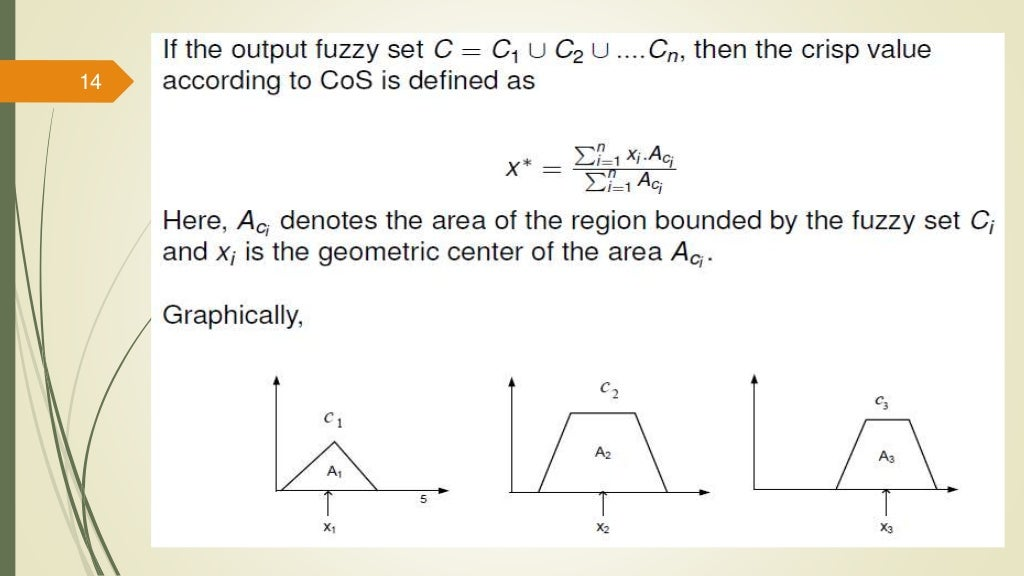 14
If the output fuzzy set C = C₁ ∪ C₂ ∪ ....Cₙ, then the crisp value
according to CoS is defined as
x* = ∑ⁿᵢ₌₁ xᵢ.A_cᵢ / ∑ⁿᵢ₌₁ A_cᵢ
Here, A_cᵢ denotes the area of the region bounded by the fuzzy set Cᵢ
and xᵢ is the geometric center of the area A_cᵢ.
Graphically,
C₁
A₁
5
x₁
C₂
A₂
x₂
C₃
A₃
x₃